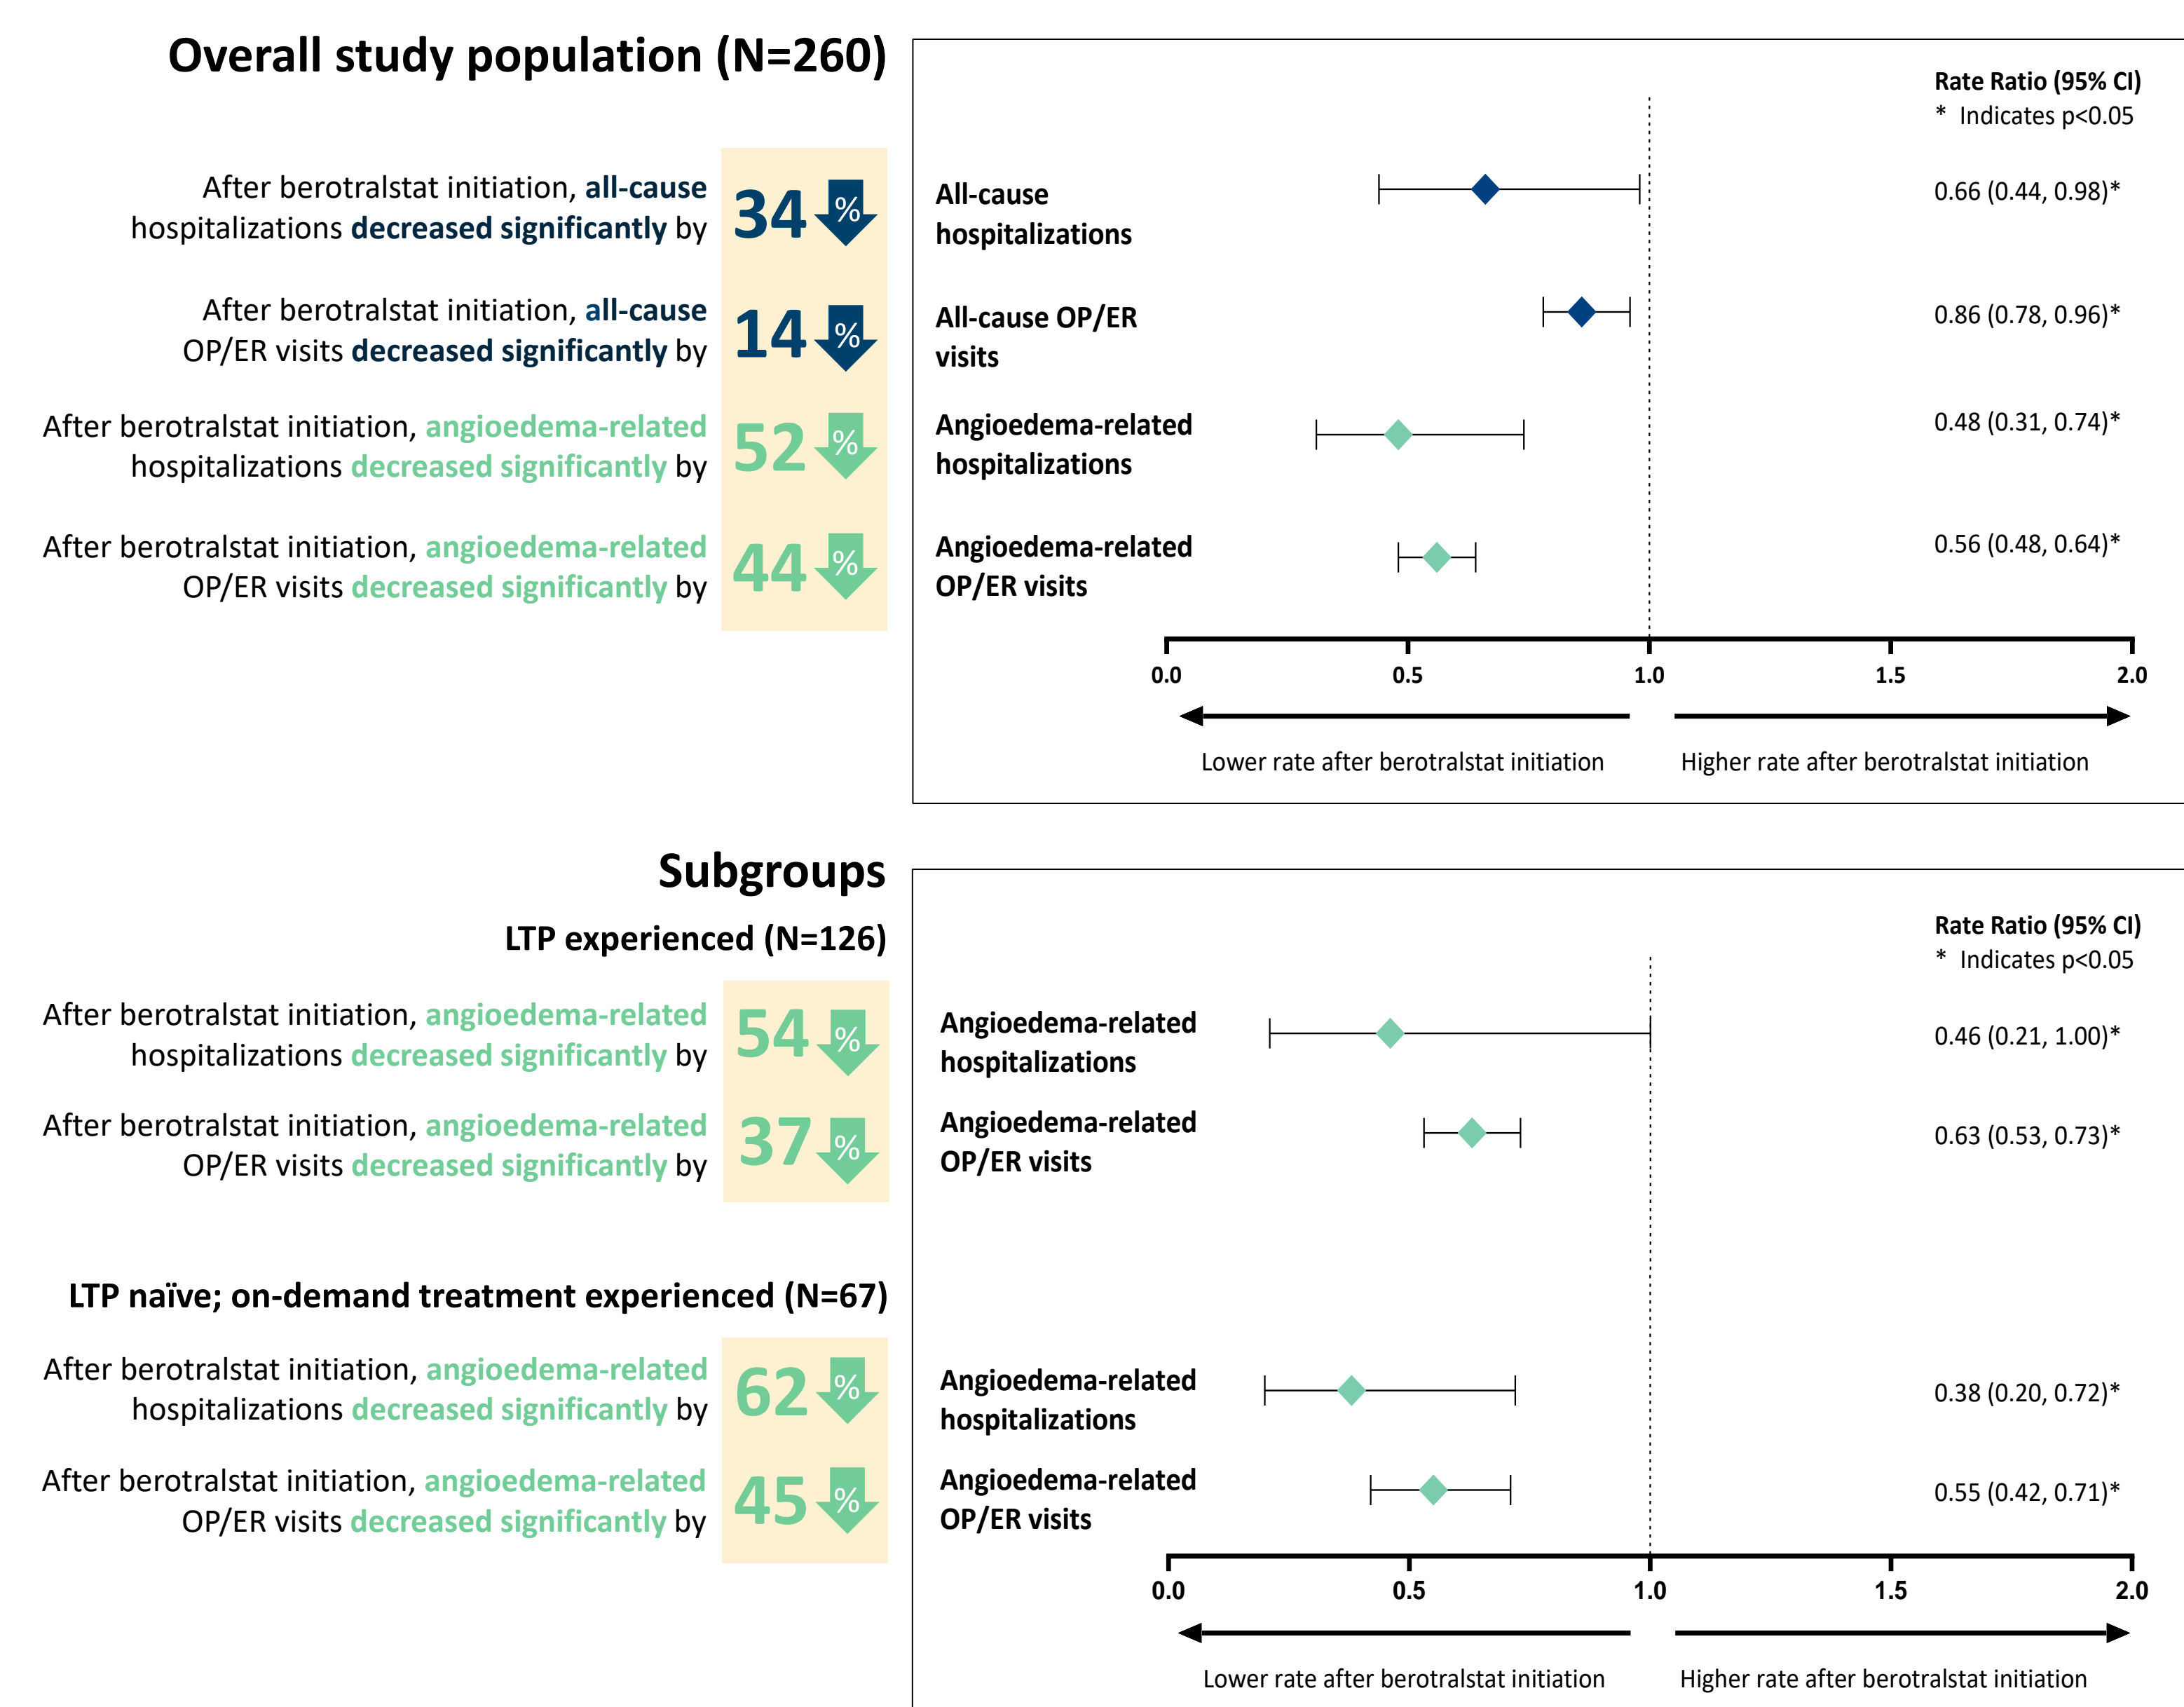 Overall study population (N=260)
After berotralstat initiation, all-cause
hospitalizations decreased significantly by
34 %
After berotralstat initiation, all-cause
OP/ER visits decreased significantly by
14 %
After berotralstat initiation, angioedema-related
hospitalizations decreased significantly by
52 %
After berotralstat initiation, angioedema-related
OP/ER visits decreased significantly by
44 %
Rate Ratio (95% CI)
* Indicates p<0.05
All-cause
hospitalizations
0.66 (0.44, 0.98)*
All-cause OP/ER
visits
0.86 (0.78, 0.96)*
Angioedema-related
hospitalizations
0.48 (0.31, 0.74)*
Angioedema-related
OP/ER visits
0.56 (0.48, 0.64)*
0.0 0.5 1.0 1.5 2.0
Lower rate after berotralstat initiation
Higher rate after berotralstat initiation
Subgroups
LTP experienced (N=126)
After berotralstat initiation, angioedema-related
hospitalizations decreased significantly by
54 %
After berotralstat initiation, angioedema-related
OP/ER visits decreased significantly by
37 %
LTP naïve; on-demand treatment experienced (N=67)
After berotralstat initiation, angioedema-related
hospitalizations decreased significantly by
62 %
After berotralstat initiation, angioedema-related
OP/ER visits decreased significantly by
45 %
Rate Ratio (95% CI)
* Indicates p<0.05
Angioedema-related
hospitalizations
0.46 (0.21, 1.00)*
Angioedema-related
OP/ER visits
0.63 (0.53, 0.73)*
Angioedema-related
hospitalizations
0.38 (0.20, 0.72)*
Angioedema-related
OP/ER visits
0.55 (0.42, 0.71)*
0.0 0.5 1.0 1.5 2.0
Lower rate after berotralstat initiation
Higher rate after berotralstat initiation